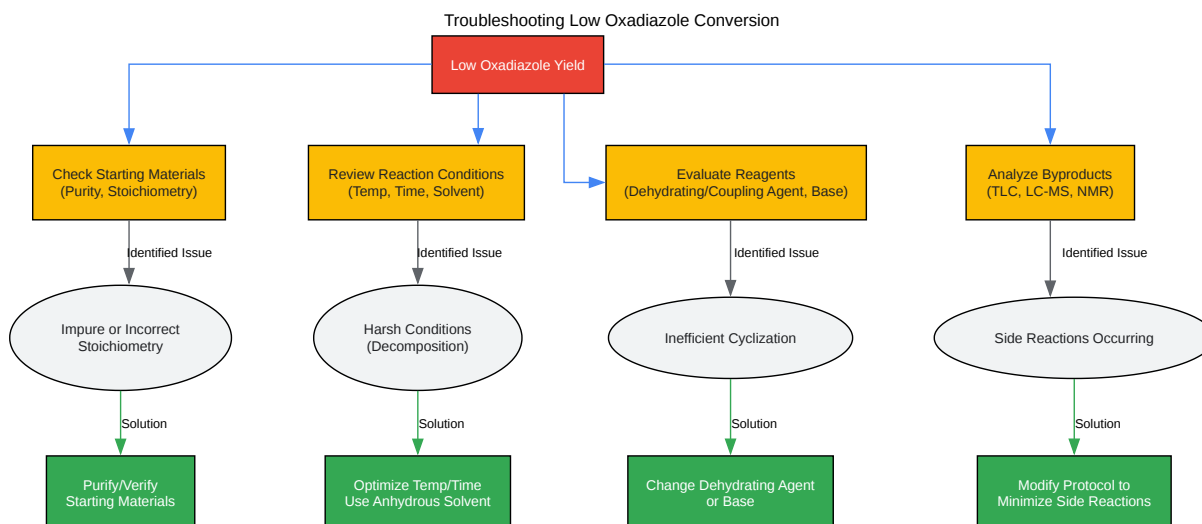 Troubleshooting Low Oxadiazole Conversion
Low Oxadiazole Yield
Check Starting Materials
(Purity, Stoichiometry)
Review Reaction Conditions
(Temp, Time, Solvent)
Evaluate Reagents
(Dehydrating/Coupling Agent, Base)
Analyze Byproducts
(TLC, LC-MS, NMR)
Identified Issue
Identified Issue
Identified Issue
Identified Issue
Impure or Incorrect
Stoichiometry
Harsh Conditions
(Decomposition)
Inefficient Cyclization
Side Reactions Occurring
Solution
Solution
Solution
Solution
Purify/Verify
Starting Materials
Optimize Temp/Time
Use Anhydrous Solvent
Change Dehydrating Agent
or Base
Modify Protocol to
Minimize Side Reactions